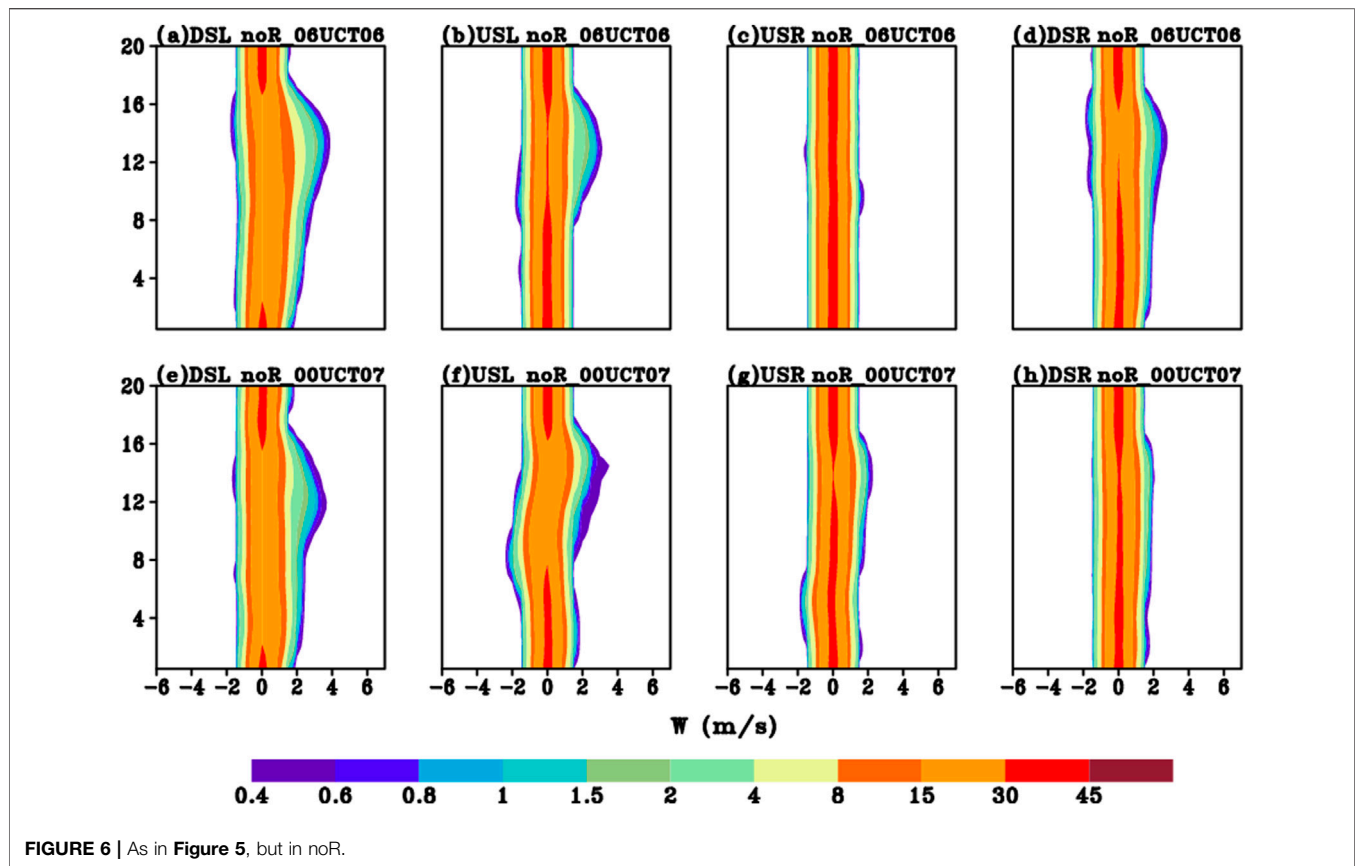 (a)DSL noR_06UCT06 (b)USL noR_06UCT06 (c)USR noR_06UCT06 (d)DSR noR_06UCT06
20
16
12
8
4
(e)DSL noR_00UCT07 (f)USL noR_00UCT07 (g)USR noR_00UCT07 (h)DSR noR_00UCT07
20
16
12
8
4
-6 -4 -2 0 2 4 6 -6 -4 -2 0 2 4 6 -6 -4 -2 0 2 4 6 -6 -4 -2 0 2 4 6
W (m/s)
0.4 0.6 0.8 1 1.5 2 4 8 15 30 45
FIGURE 6 | As in Figure 5, but in noR.